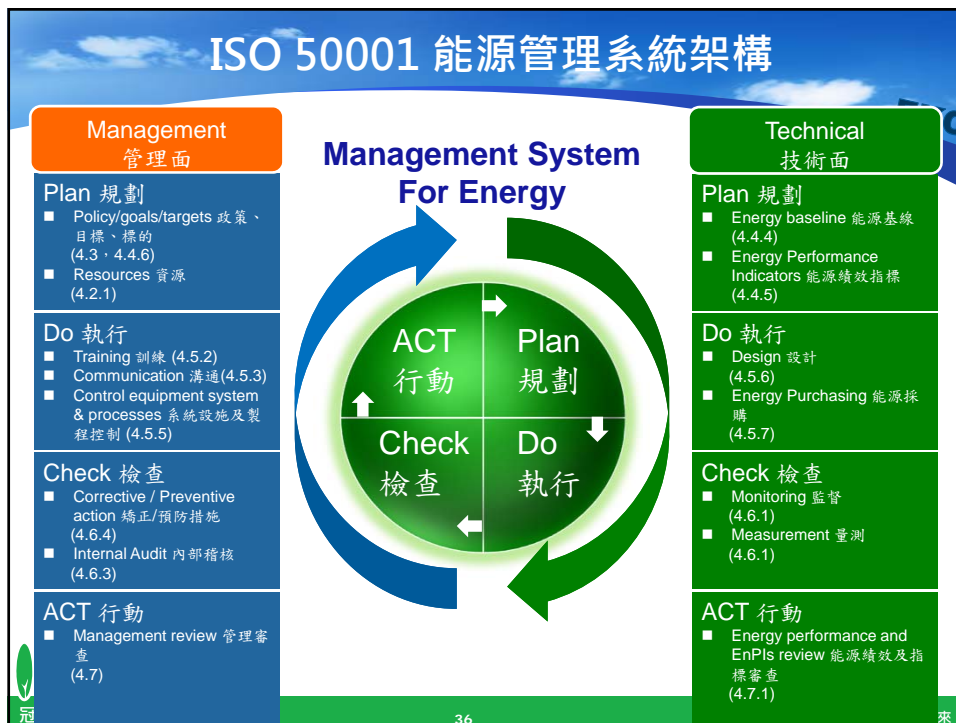 ISO 50001 能源管理系統架構
Management
管理面
Plan 規劃
■ Policy/goals/targets 政策、
目標、標的
(4.3，4.4.6)
■ Resources 資源
(4.2.1)
Do 執行
■ Training 訓練 (4.5.2)
■ Communication 溝通(4.5.3)
■ Control equipment system
& processes 系統設施及製
程控制 (4.5.5)
Check 檢查
■ Corrective / Preventive
action 矯正/預防措施
(4.6.4)
■ Internal Audit 內部稽核
(4.6.3)
ACT 行動
■ Management review 管理審
查
(4.7)
Management System
For Energy
ACT
行動
Plan
規劃
Check
檢查
Do
執行
Technical
技術面
Plan 規劃
■ Energy baseline 能源基線
(4.4.4)
■ Energy Performance
Indicators 能源績效指標
(4.4.5)
Do 執行
■ Design 設計
(4.5.6)
■ Energy Purchasing 能源採
購
(4.5.7)
Check 檢查
■ Monitoring 監督
(4.6.1)
■ Measurement 量測
(4.6.1)
ACT 行動
■ Energy performance and
EnPIs review 能源績效及指
標審查
(4.7.1)
冠
36
來